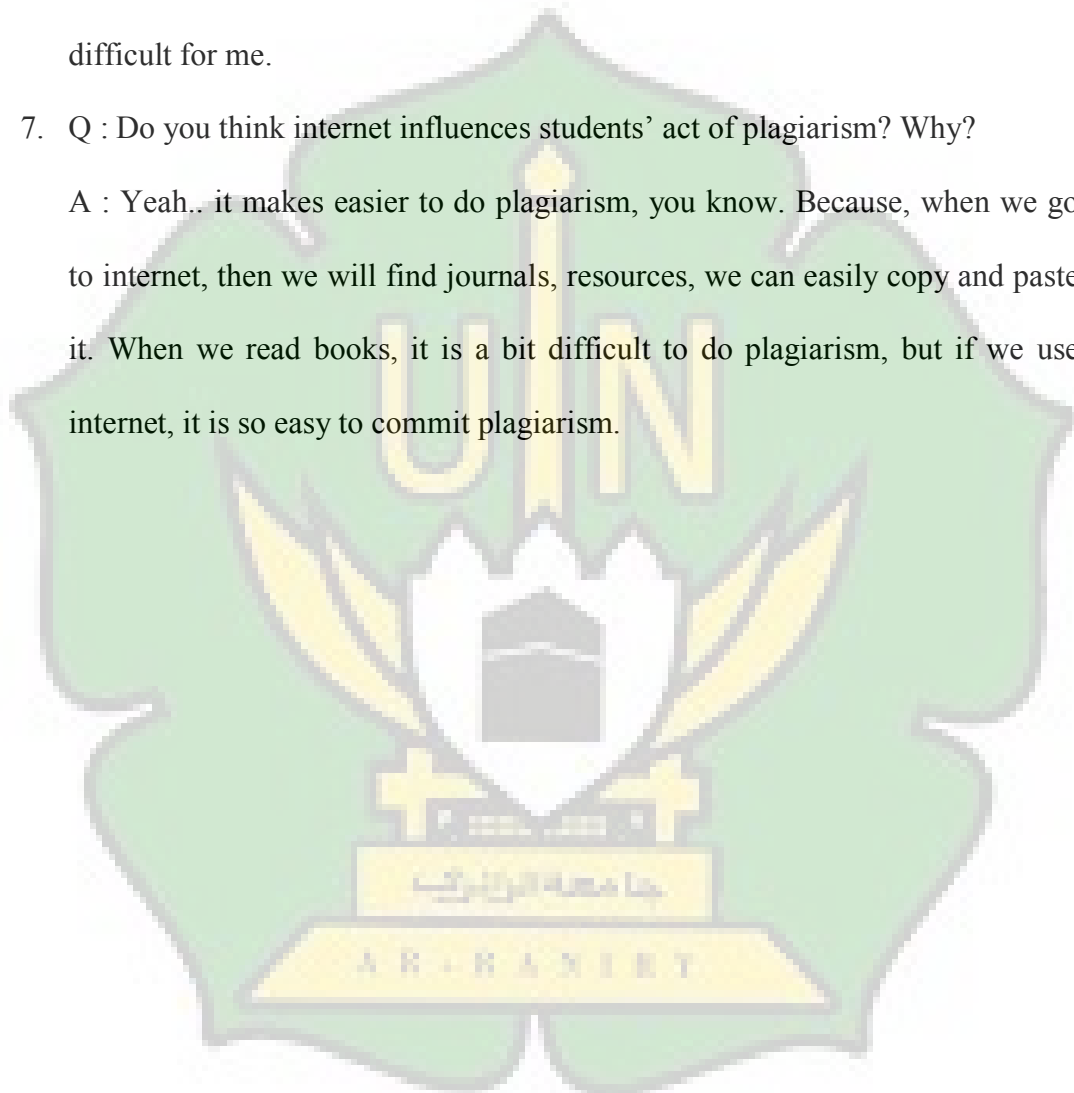 difficult for me.
7. Q : Do you think internet influences students’ act of plagiarism? Why?
A : Yeah.. it makes easier to do plagiarism, you know. Because, when we go
to internet, then we will find journals, resources, we can easily copy and paste
it. When we read books, it is a bit difficult to do plagiarism, but if we use
internet, it is so easy to commit plagiarism.
UIN
جامعة الرانيري
AR-RANIRY